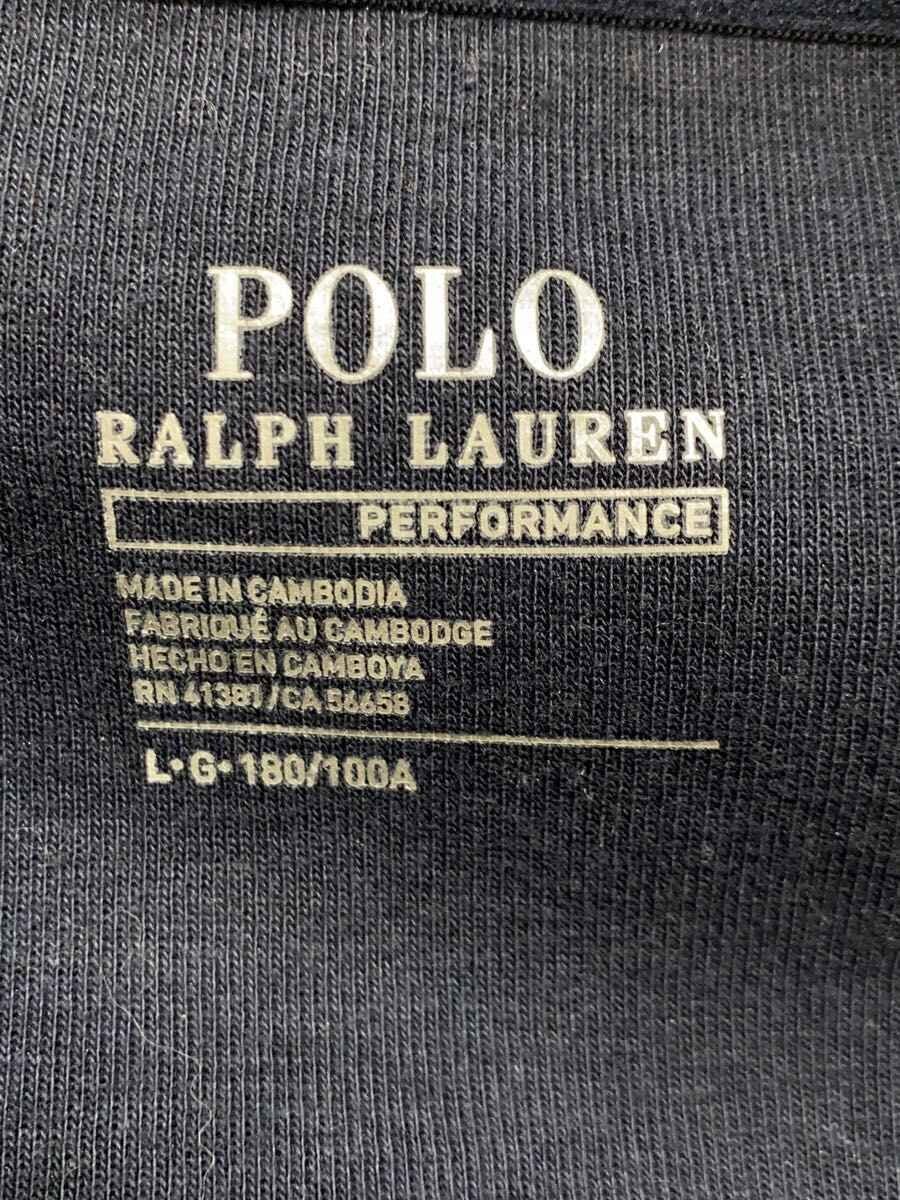 POLO
RALPH LAUREN
PERFORMANCE
MADE IN CAMBODIA
FABRIQUÉ AU CAMBODGE
HECHO EN CAMBOYA
RN 41381/CA 56658
L•G•180/100A